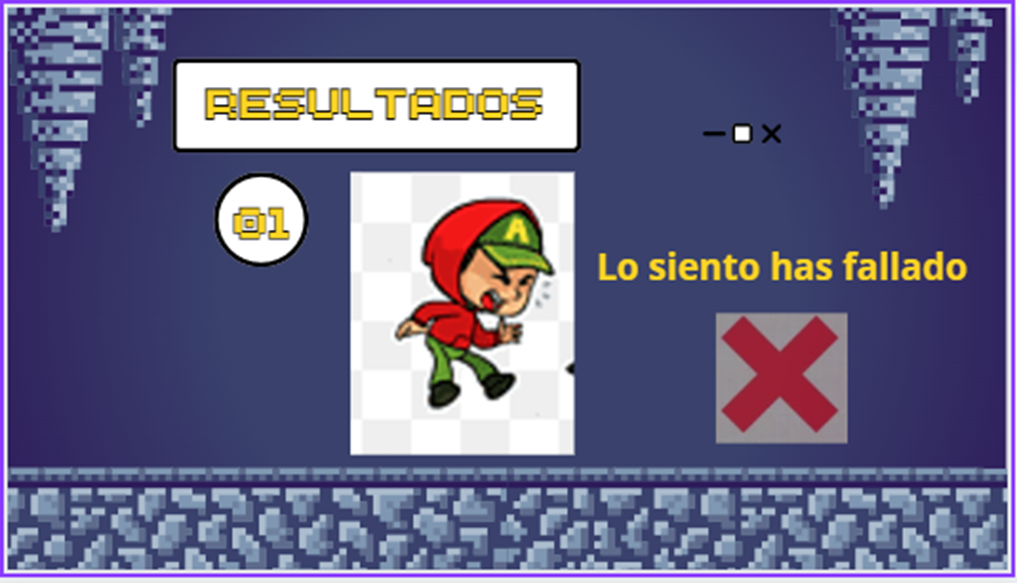 RESULTADOS
01
A
Lo siento has fallado